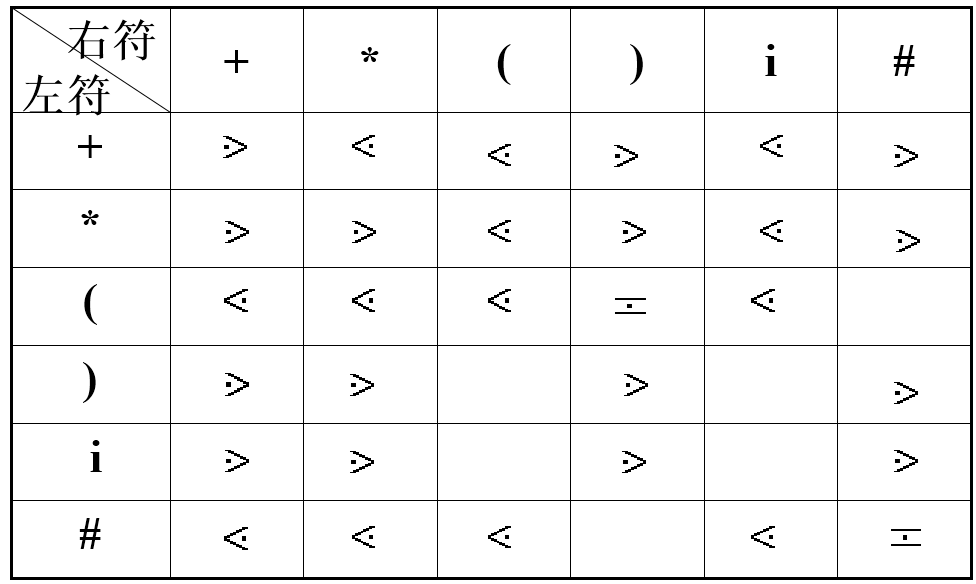 右符
左符
+ * ( ) i #
+ ⋗ ⋖ ⋖ ⋗ ⋖ ⋗
* ⋗ ⋗ ⋖ ⋗ ⋖ ⋗
( ⋖ ⋖ ⋖ ≐ ⋖
) ⋗ ⋗ ⋗ ⋗
i ⋗ ⋗ ⋗ ⋗
# ⋖ ⋖ ⋖ ⋖ ≐